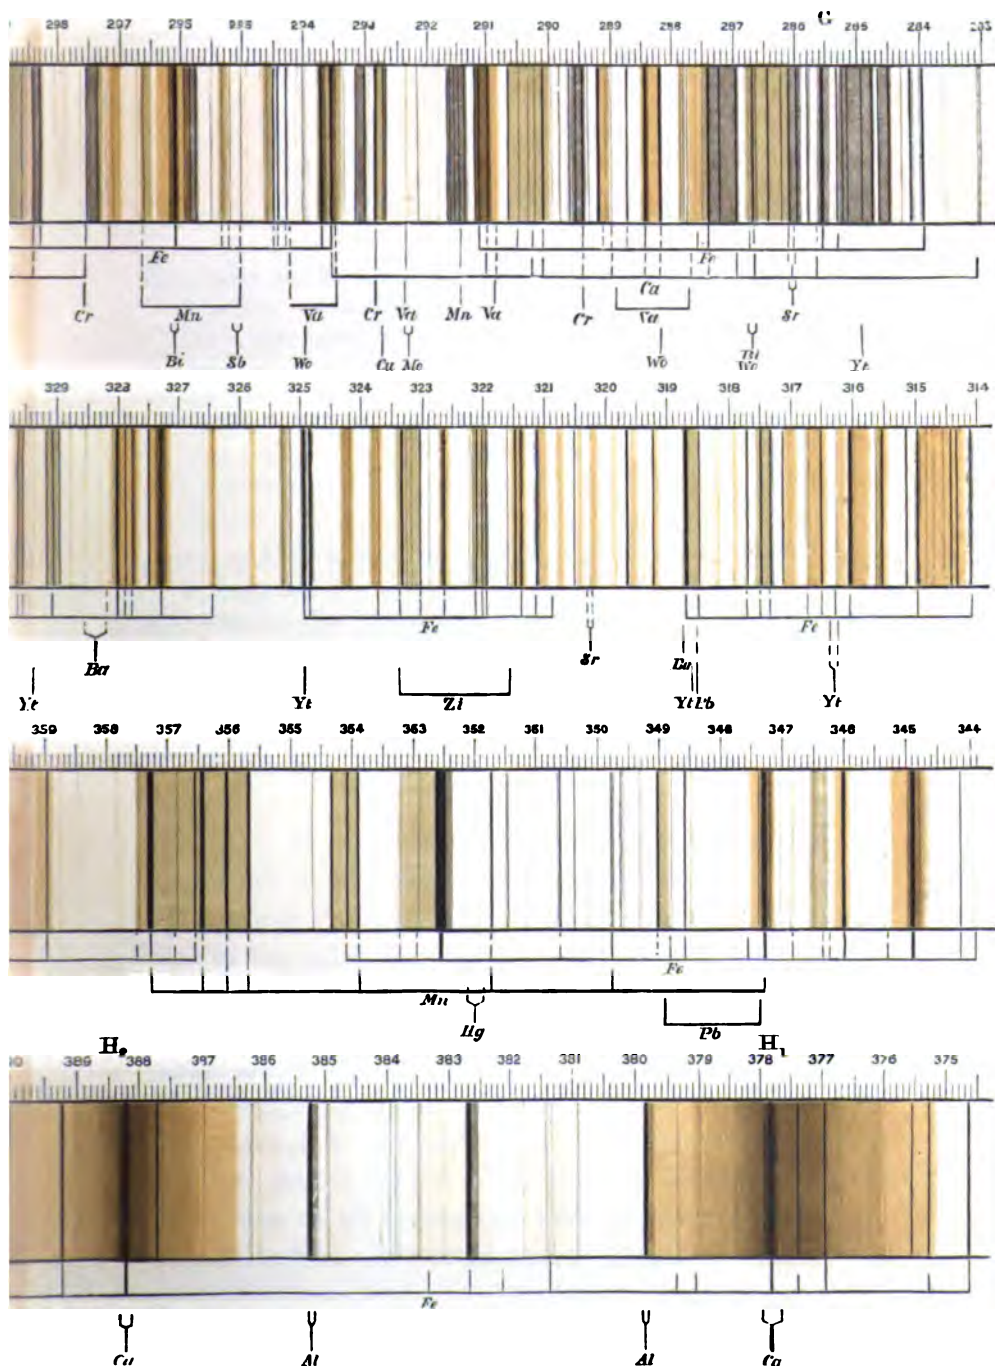 G
298 297 296 295 294 293 292 291 290 289 288 287 286 285 284 283
Fe Fe
Ca
Cr Mn Va Cr Va Mn Va Cr Va Sr
Bi Sb Wo Cu Mo Wo Wo Yt
329 328 327 326 325 324 323 322 321 320 319 318 317 316 315 314
Fe Fe
Ba Sr
Yt Yt Zi Yt Pb Yt
359 358 357 356 355 354 353 352 351 350 349 348 347 346 345 344
Fe
Mn
Hg Pb
H₂ H₁
389 388 397 386 385 384 383 382 381 380 379 378 377 376 375
Fe
Ca Al Al Ca